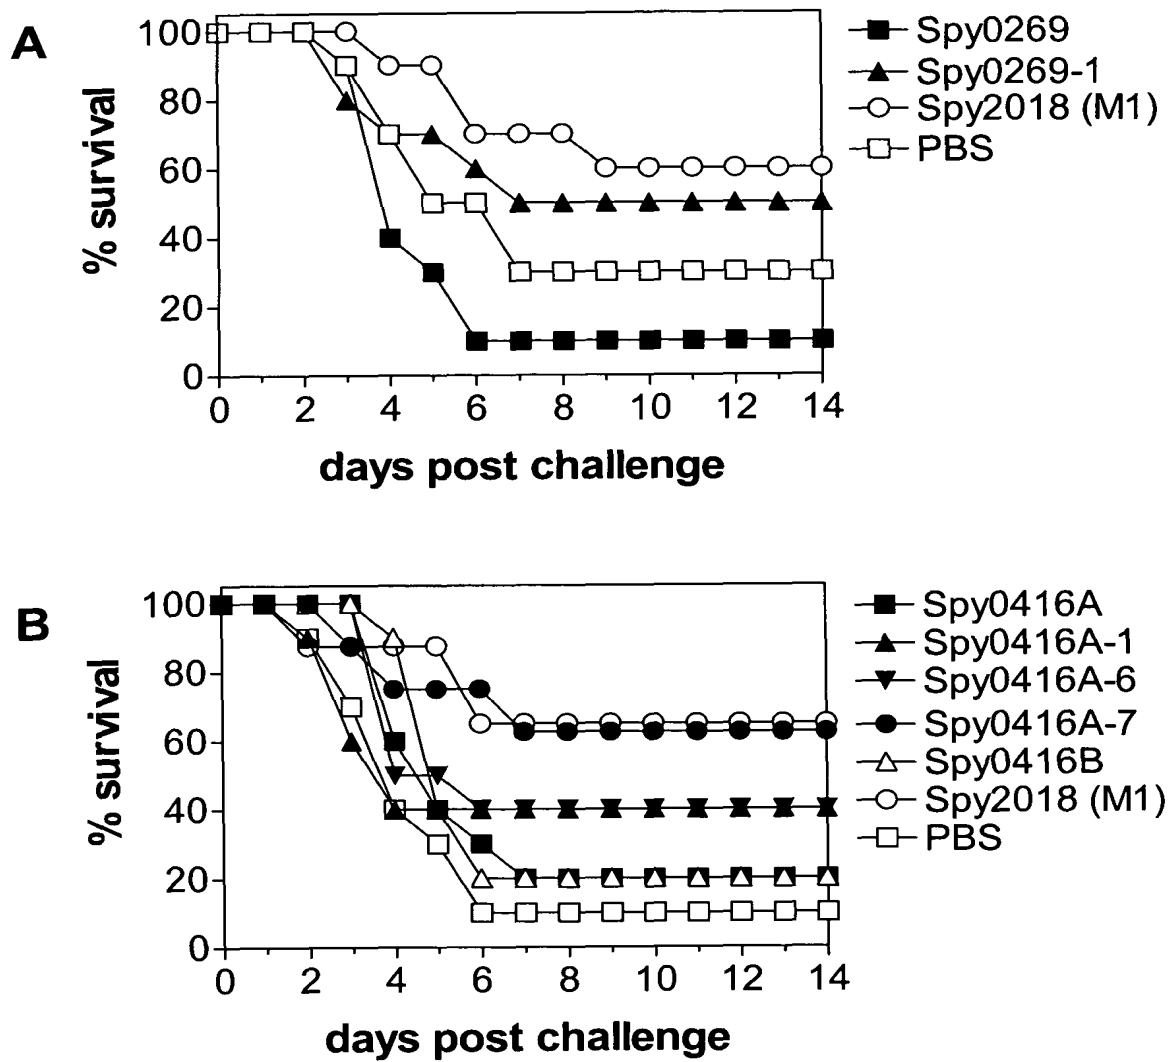 A
100
80
60
40
20
0
% survival
0 2 4 6 8 10 12 14
days post challenge
Spy0269
Spy0269-1
Spy2018 (M1)
PBS
B
100
80
60
40
20
0
% survival
0 2 4 6 8 10 12 14
days post challenge
Spy0416A
Spy0416A-1
Spy0416A-6
Spy0416A-7
Spy0416B
Spy2018 (M1)
PBS